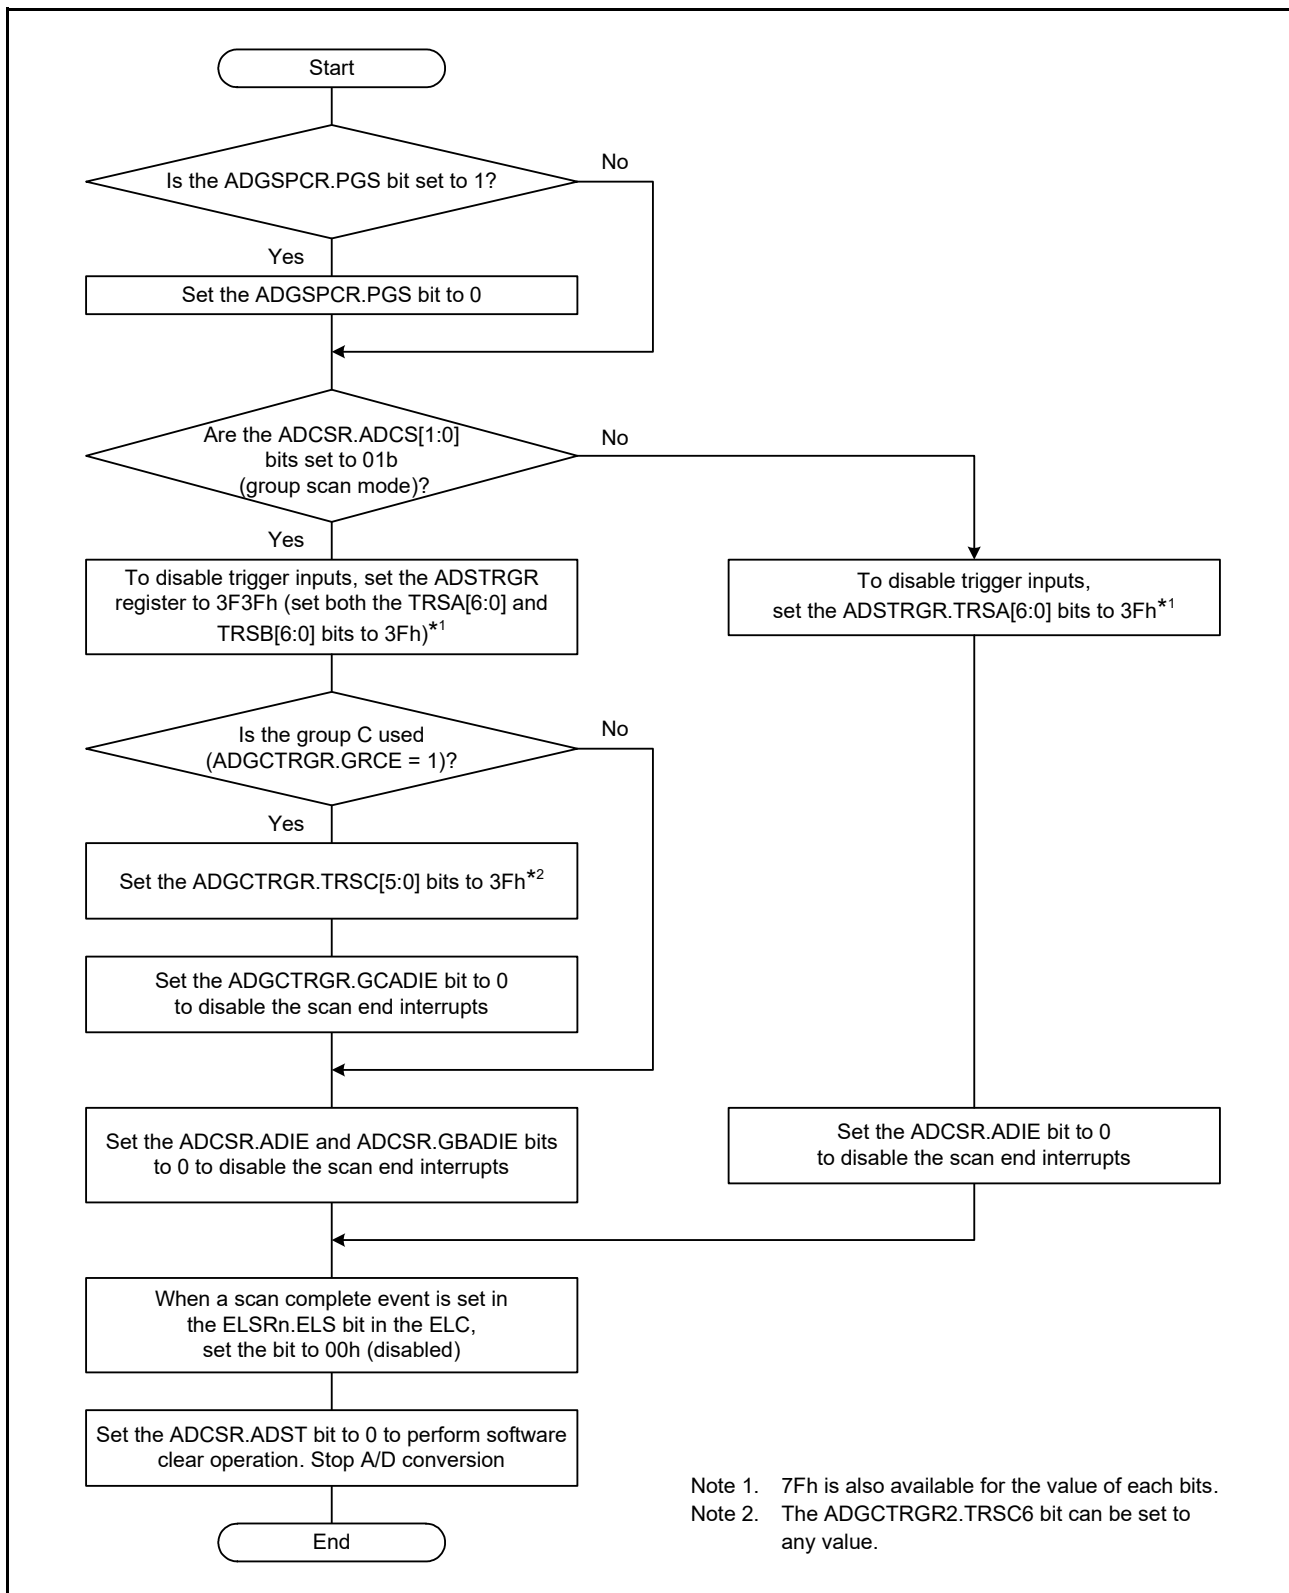 Start
Is the ADGSPCR.PGS bit set to 1?
No
Yes
Set the ADGSPCR.PGS bit to 0
Are the ADCSR.ADCS[1:0]
bits set to 01b
(group scan mode)?
No
Yes
To disable trigger inputs, set the ADSTRGR
register to 3F3Fh (set both the TRSA[6:0] and
TRSB[6:0] bits to 3Fh)*1
To disable trigger inputs,
set the ADSTRGR.TRSA[6:0] bits to 3Fh*1
Is the group C used
(ADGCTRGR.GRCE = 1)?
No
Yes
Set the ADGCTRGR.TRSC[5:0] bits to 3Fh*2
Set the ADGCTRGR.GCADIE bit to 0
to disable the scan end interrupts
Set the ADCSR.ADIE and ADCSR.GBADIE bits
to 0 to disable the scan end interrupts
Set the ADCSR.ADIE bit to 0
to disable the scan end interrupts
When a scan complete event is set in
the ELSRn.ELS bit in the ELC,
set the bit to 00h (disabled)
Set the ADCSR.ADST bit to 0 to perform software
clear operation. Stop A/D conversion
End
Note 1. 7Fh is also available for the value of each bits.
Note 2. The ADGCTRGR2.TRSC6 bit can be set to
any value.